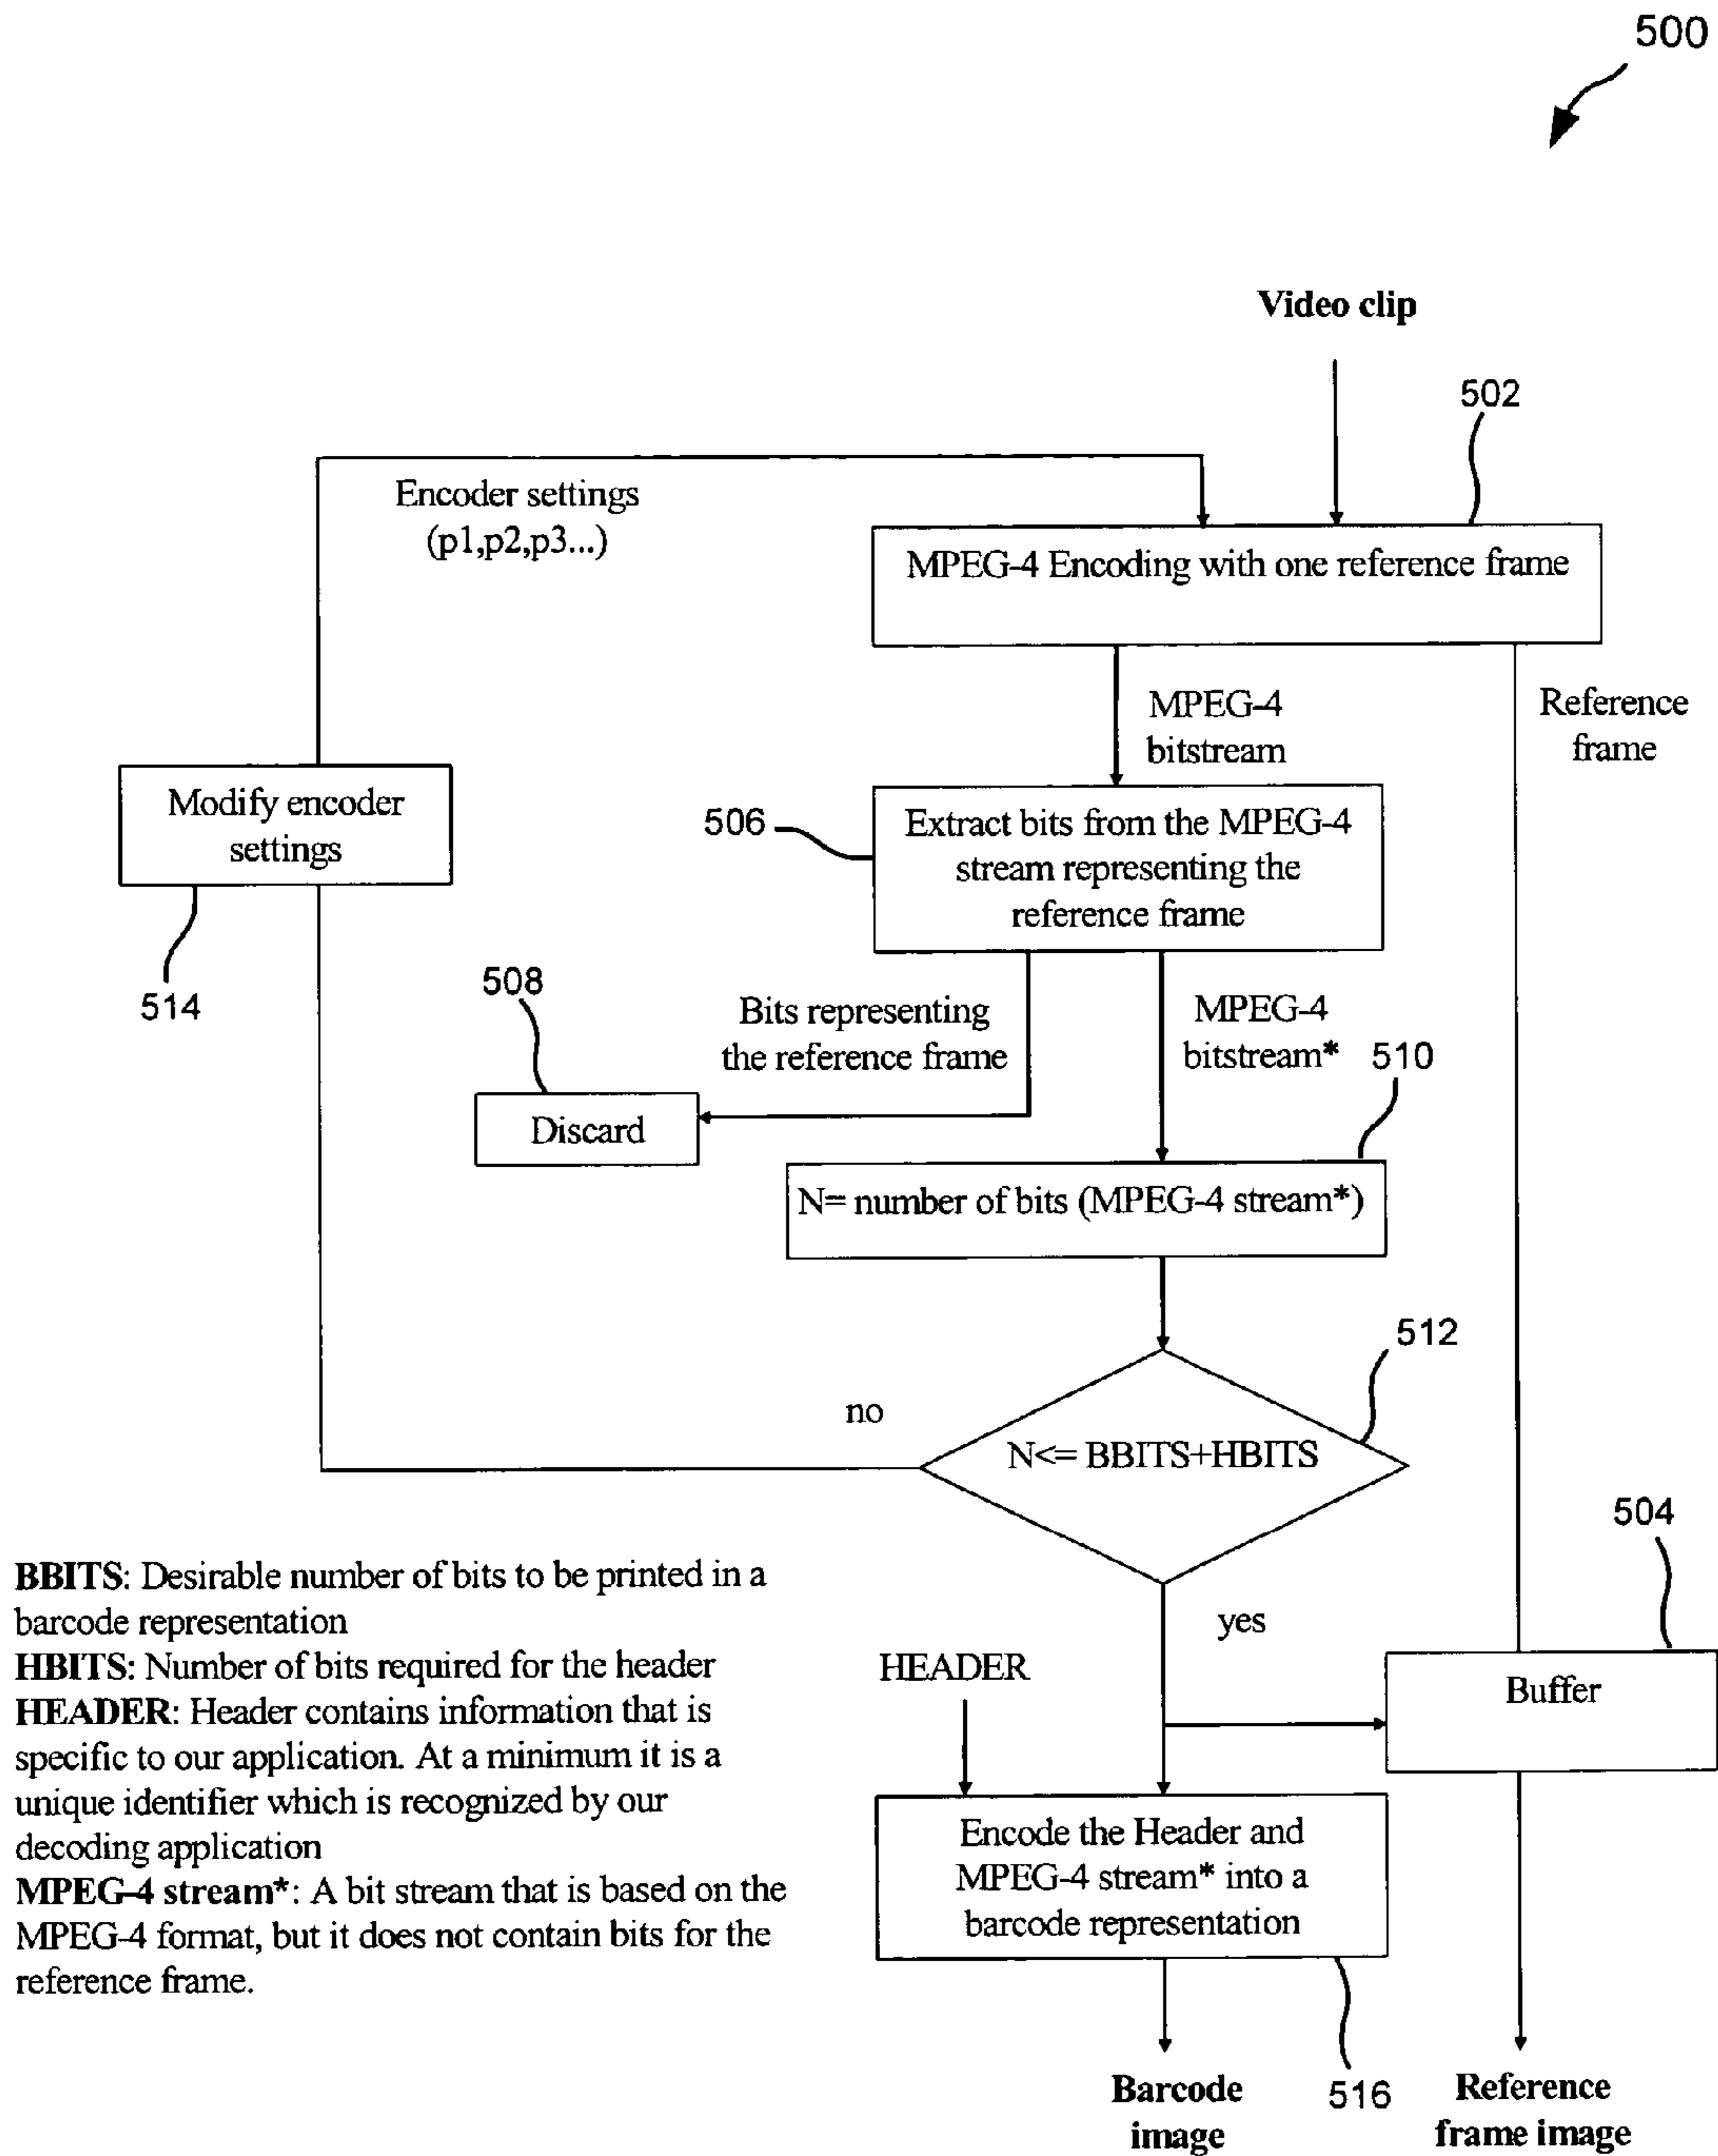 500
Video clip
502
Encoder settings
(p1,p2,p3...)
MPEG-4 Encoding with one reference frame
MPEG-4
bitstream
Reference
frame
Modify encoder
settings
514
506
Extract bits from the MPEG-4
stream representing the
reference frame
508
Bits representing
the reference frame
MPEG-4
bitstream*
510
Discard
N= number of bits (MPEG-4 stream*)
512
no
N<= BBITS+HBITS
504
yes
BBITS: Desirable number of bits to be printed in a
barcode representation
HBITS: Number of bits required for the header
HEADER: Header contains information that is
specific to our application. At a minimum it is a
unique identifier which is recognized by our
decoding application
MPEG-4 stream*: A bit stream that is based on the
MPEG-4 format, but it does not contain bits for the
reference frame.
HEADER
Buffer
Encode the Header and
MPEG-4 stream* into a
barcode representation
516
Barcode
image
Reference
frame image